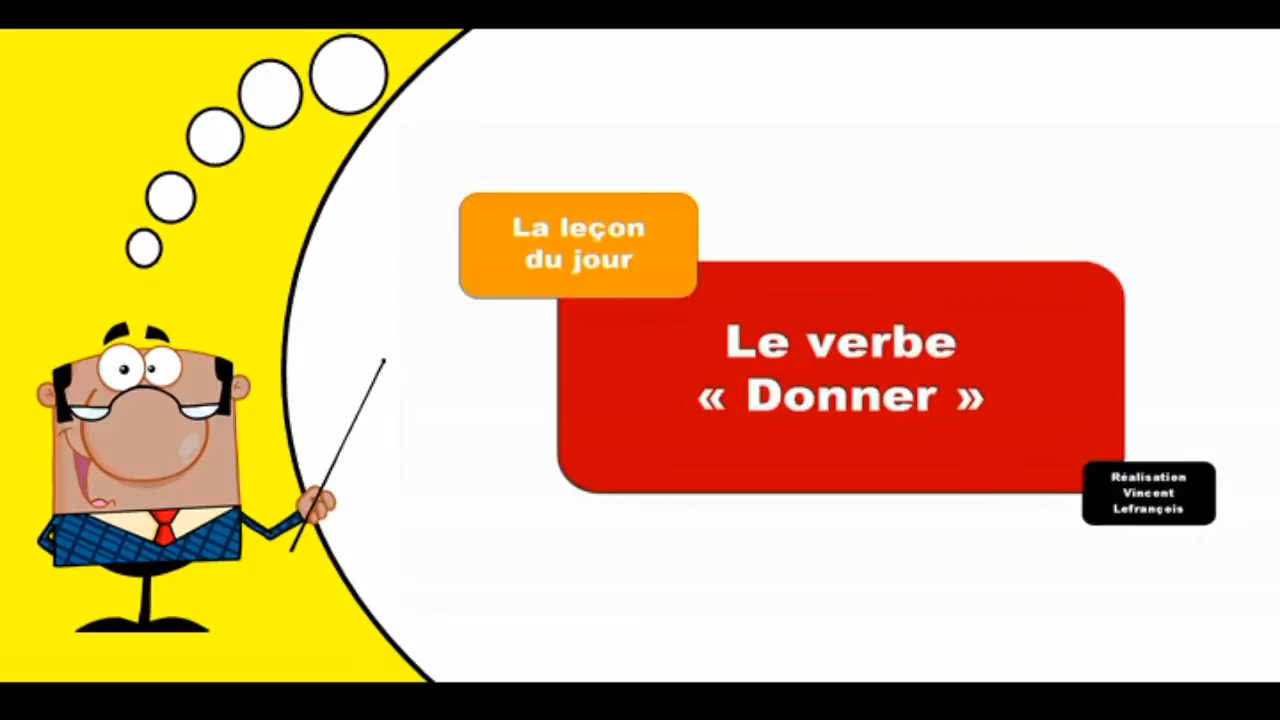 La leçon
du jour
Le verbe
« Donner »
Réalisation
Vincent
Lefrançois